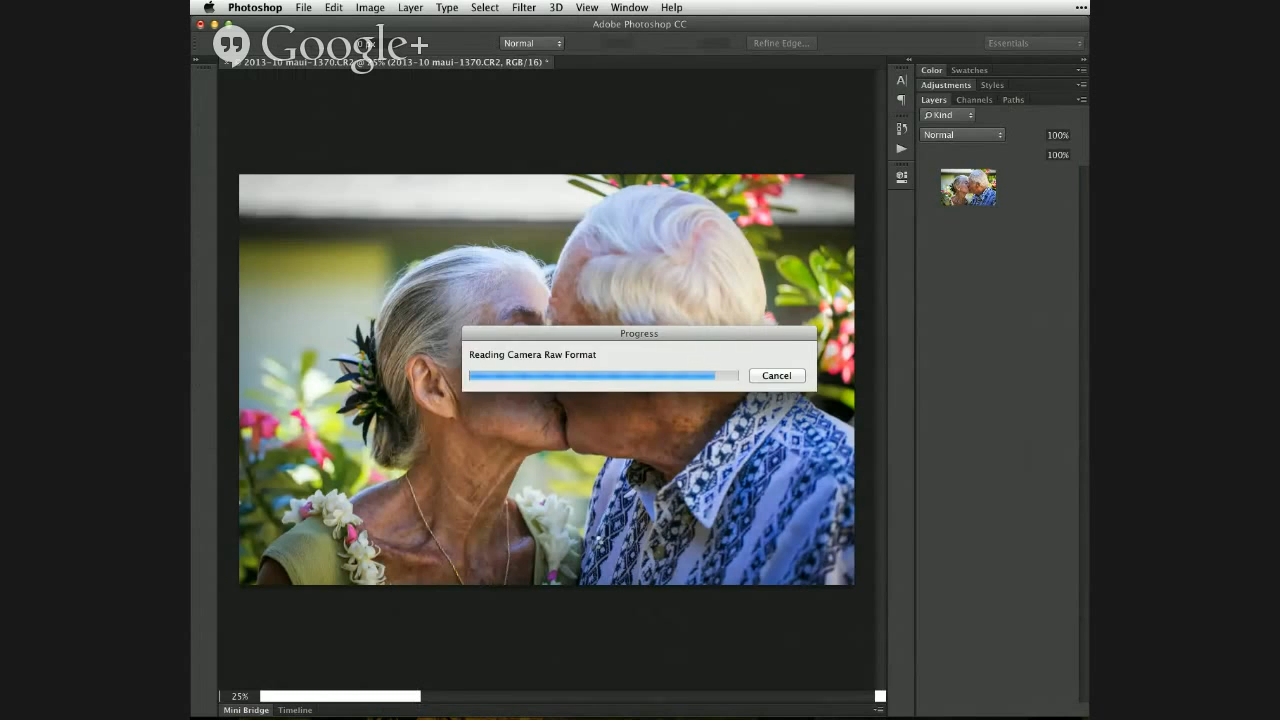 Photoshop File Edit Image Layer Type Select Filter 3D View Window Help
Adobe Photoshop CC
Google+
Normal Refine Edge... Essentials
2013-10 maui-1370.CR2 @ 25% (2013-10 maui-1370.CR2, RGB/16) *
Color Swatches
Adjustments Styles
Layers Channels Paths
Kind
Normal 100%
100%
Progress
Reading Camera Raw Format
Cancel
25%
Mini Bridge Timeline